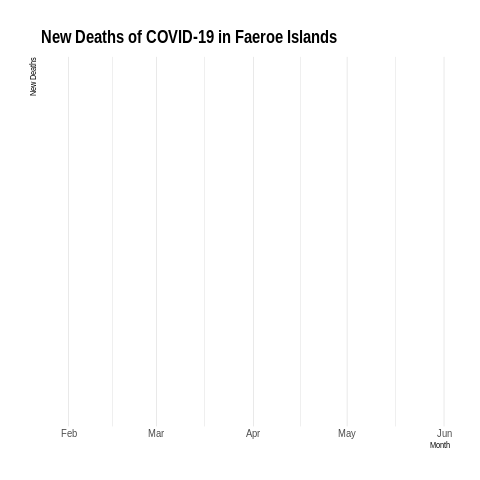 New Deaths of COVID-19 in Faeroe Islands
New Deaths
Feb Mar Apr May Jun
Month